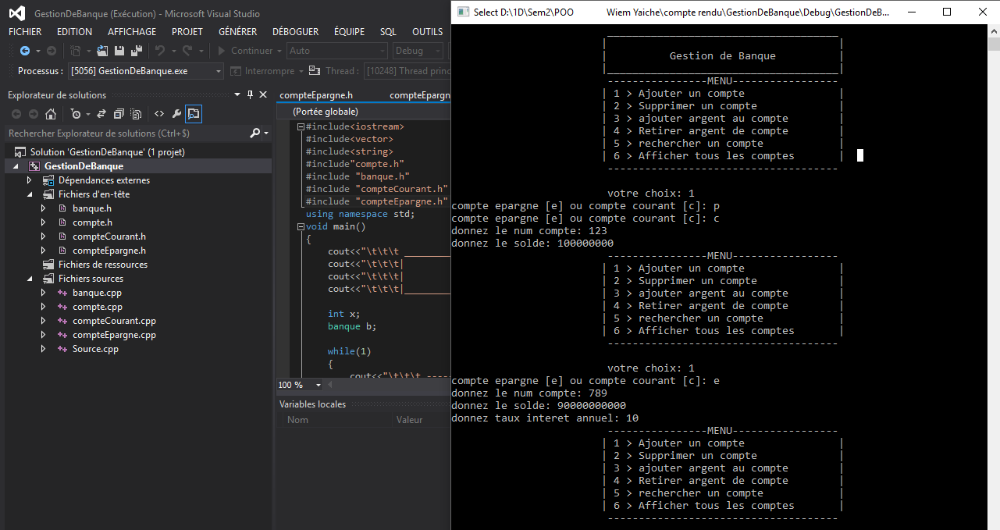 GestionDeBanque (Exécution) - Microsoft Visual Studio
FICHIER EDITION AFFICHAGE PROJET GÉNÉRER DÉBOGUER ÉQUIPE SQL OUTILS
Continuer Auto Debug
Processus : [5056] GestionDeBanque.exe Interrompre Thread : [10248] Thread princ
Explorateur de solutions
Rechercher Explorateur de solutions (Ctrl+$)
Solution 'GestionDeBanque' (1 projet)
GestionDeBanque
Dépendances externes
Fichiers d'en-tête
banque.h
compte.h
compteCourant.h
compteEpargne.h
Fichiers de ressources
Fichiers sources
banque.cpp
compte.cpp
compteCourant.cpp
compteEpargne.cpp
Source.cpp
compteEpargne.h compteEpargn
(Portée globale)
#include<iostream>
#include<vector>
#include<string>
#include"compte.h"
#include "banque.h"
#include "compteCourant.h"
#include "compteEpargne.h"
using namespace std;
void main()
{
cout<<"\t\t\t _________
cout<<"\t\t\t|
cout<<"\t\t\t|
cout<<"\t\t\t|_________
int x;
banque b;
while(1)
{
cout<<"\t\t\t -----
100 %
Variables locales
Nom Valeur
Select D:\1D\Sem2\POO Wiem Yaiche\compte rendu\GestionDeBanque\Debug\GestionDeB...
Gestion de Banque
----------------MENU-----------------
| 1 > Ajouter un compte |
| 2 > Supprimer un compte |
| 3 > ajouter argent au compte |
| 4 > Retirer argent de compte |
| 5 > rechercher un compte |
| 6 > Afficher tous les comptes |
-------------------------------------
votre choix: 1
compte epargne [e] ou compte courant [c]: p
compte epargne [e] ou compte courant [c]: c
donnez le num compte: 123
donnez le solde: 100000000
----------------MENU-----------------
| 1 > Ajouter un compte |
| 2 > Supprimer un compte |
| 3 > ajouter argent au compte |
| 4 > Retirer argent de compte |
| 5 > rechercher un compte |
| 6 > Afficher tous les comptes |
-------------------------------------
votre choix: 1
compte epargne [e] ou compte courant [c]: e
donnez le num compte: 789
donnez le solde: 90000000000
donnez taux interet annuel: 10
----------------MENU-----------------
| 1 > Ajouter un compte |
| 2 > Supprimer un compte |
| 3 > ajouter argent au compte |
| 4 > Retirer argent de compte |
| 5 > rechercher un compte |
| 6 > Afficher tous les comptes |
-------------------------------------